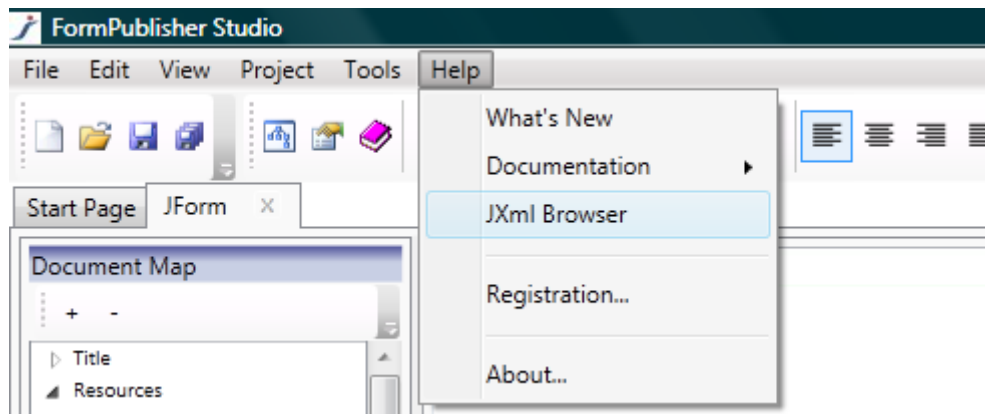 FormPublisher Studio
File Edit View Project Tools Help
What's New
Documentation
JXml Browser
Registration...
About...
Start Page JForm X
Document Map
+ -
Title
Resources